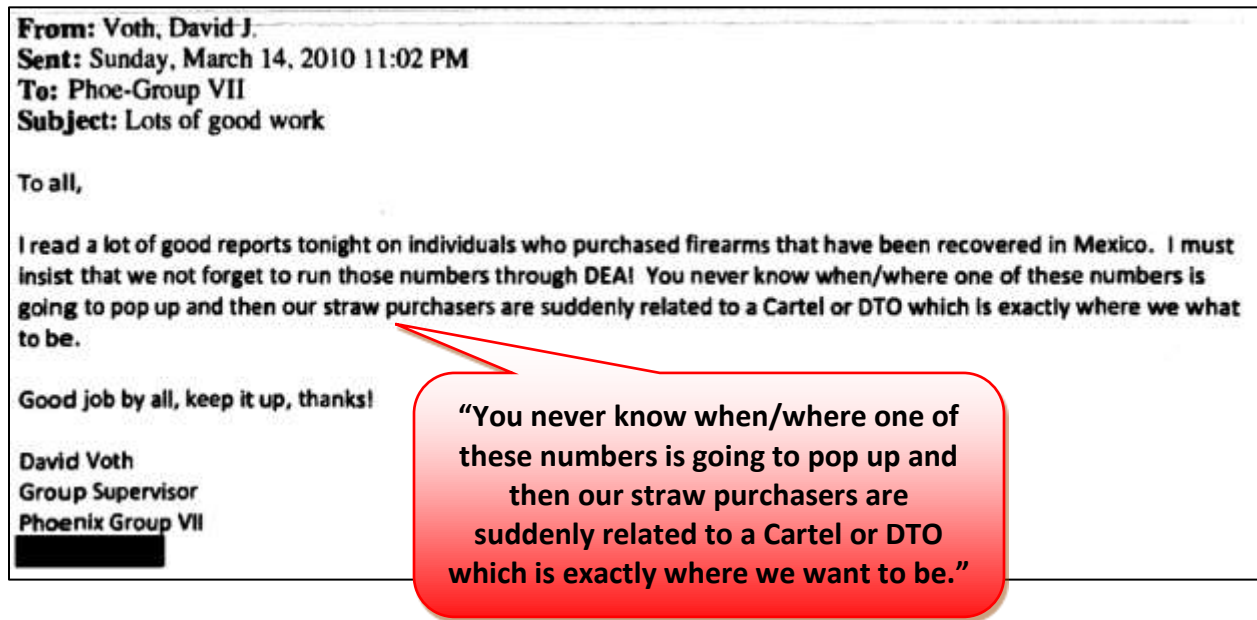 From: Voth, David J.
Sent: Sunday, March 14, 2010 11:02 PM
To: Phoe-Group VII
Subject: Lots of good work
To all,
I read a lot of good reports tonight on individuals who purchased firearms that have been recovered in Mexico. I must
insist that we not forget to run those numbers through DEA! You never know when/where one of these numbers is
going to pop up and then our straw purchasers are suddenly related to a Cartel or DTO which is exactly where we what
to be.
Good job by all, keep it up, thanks!
David Voth
Group Supervisor
Phoenix Group VII
“You never know when/where one of
these numbers is going to pop up and
then our straw purchasers are
suddenly related to a Cartel or DTO
which is exactly where we want to be.”